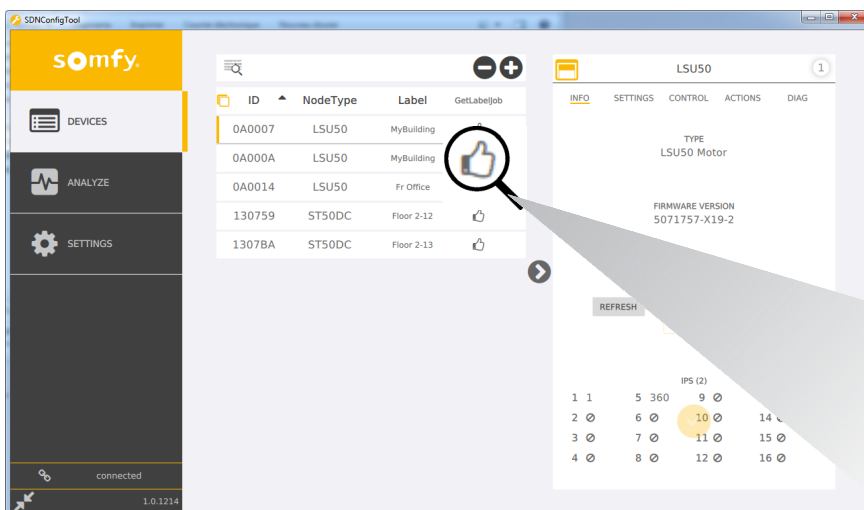 SDNConfigTool
somfy.
DEVICES
ANALYZE
SETTINGS
connected
1.0.1214
ID NodeType Label GetLabelJob
0A0007 LSU50 MyBuilding
0A000A LSU50 MyBuilding
0A0014 LSU50 Fr Office
130759 ST50DC Floor 2-12
1307BA ST50DC Floor 2-13
LSU50 1
INFO SETTINGS CONTROL ACTIONS DIAG
TYPE
LSU50 Motor
FIRMWARE VERSION
5071757-X19-2
REFRESH
IPS (2)
1 1 5 360 9
2 6 10 14
3 7 11 15
4 8 12 16